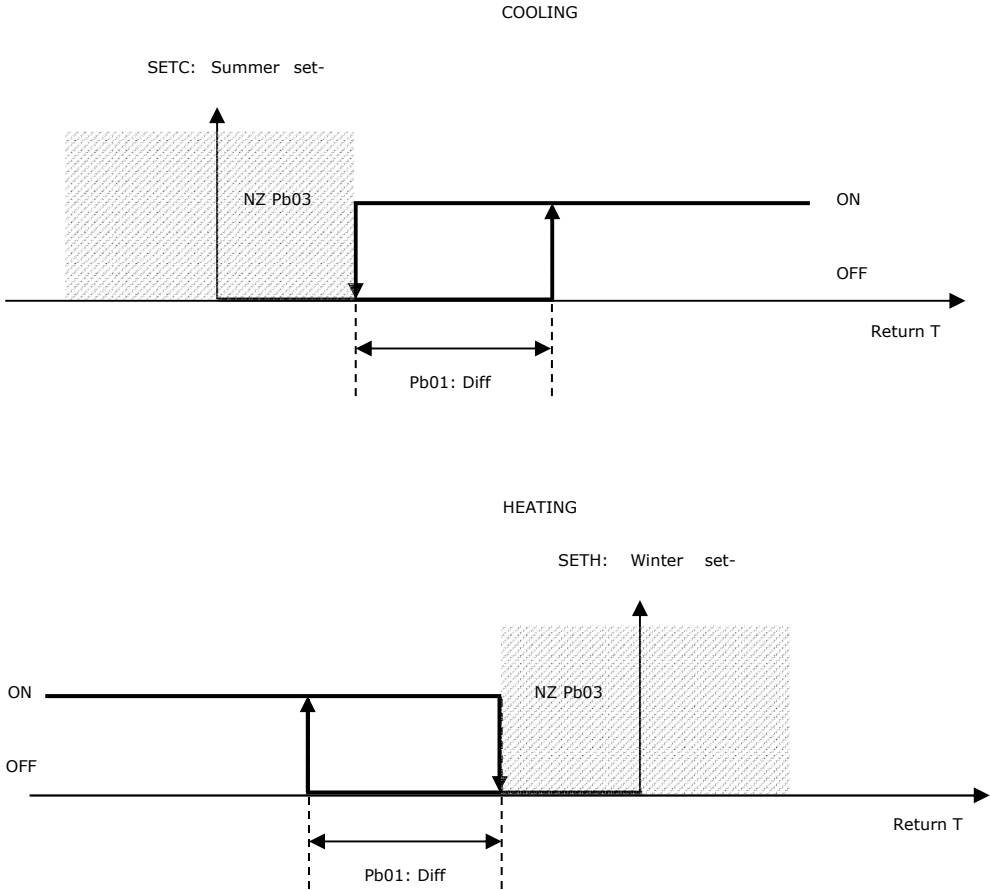 COOLING
SETC: Summer set-
NZ Pb03
ON
OFF
Return T
Pb01: Diff
HEATING
SETH: Winter set-
ON
NZ Pb03
OFF
Return T
Pb01: Diff